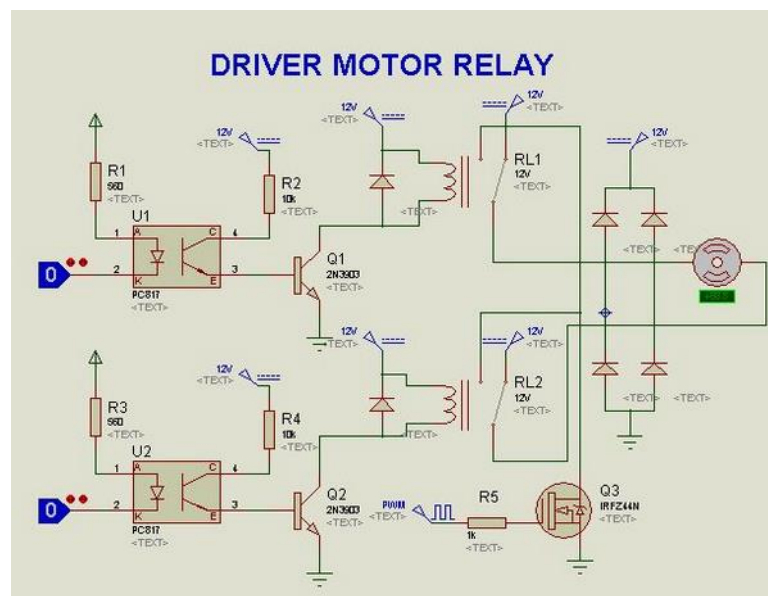 DRIVER MOTOR RELAY
12V
<TEXT>
12V
<TEXT>
12V
<TEXT>
12V
<TEXT>
R1
560
<TEXT>
R2
10k
<TEXT>
RL1
12V
<TEXT>
<TEXT>
U1
1
A
C
4
0
2
K
E
3
PC817
<TEXT>
Q1
2N3903
<TEXT>
<TEXT>
<TEXT>
12V
<TEXT>
12V
<TEXT>
12V
<TEXT>
R3
560
<TEXT>
R4
10k
<TEXT>
RL2
12V
<TEXT>
<TEXT>
<TEXT>
<TEXT>
U2
1
A
C
4
0
2
K
E
3
PC817
<TEXT>
Q2
2N3903
<TEXT>
PWM
<TEXT>
R5
1k
<TEXT>
Q3
IRFZ44N
<TEXT>